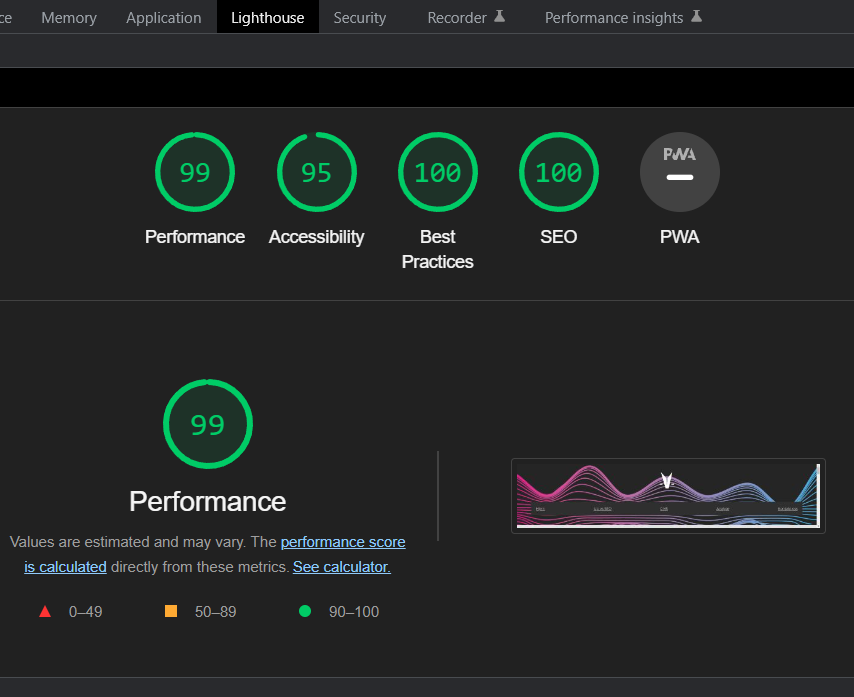 ce Memory Application Lighthouse Security Recorder Performance insights
99 95 100 100 PWA
Performance Accessibility Best Practices SEO PWA
99
Performance
Values are estimated and may vary. The performance score
is calculated directly from these metrics. See calculator.
0–49 50–89 90–100